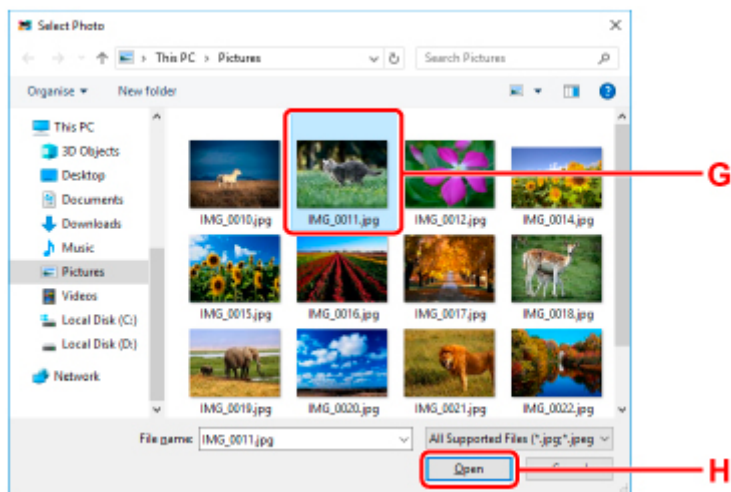 Select Photo
This PC > Pictures
Search Pictures
Organise
New folder
This PC
3D Objects
Desktop
Documents
Downloads
Music
Pictures
Videos
Local Disk (C:)
Local Disk (D:)
Network
IMG_0010.jpg IMG_0011.jpg IMG_0012.jpg IMG_0014.jpg
G
IMG_0015.jpg IMG_0016.jpg IMG_0017.jpg IMG_0018.jpg
IMG_0019.jpg IMG_0020.jpg IMG_0021.jpg IMG_0022.jpg
File name: IMG_0011.jpg
All Supported Files (*.jpg;*.jpeg
Open
H